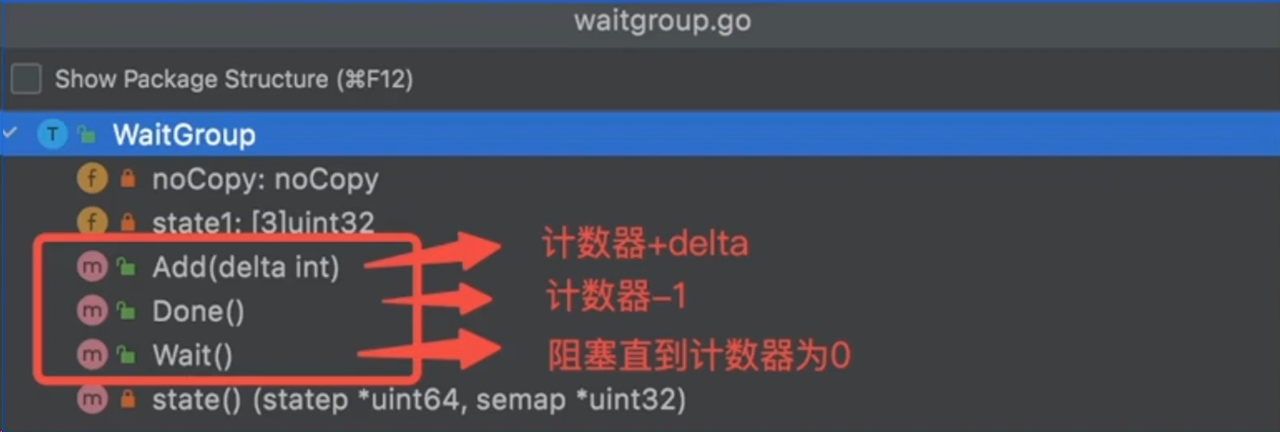 waitgroup.go
Show Package Structure (⌘F12)
T WaitGroup
f noCopy: noCopy
f state1: [3]uint32
m Add(delta int) 计数器+delta
m Done() 计数器-1
m Wait() 阻塞直到计数器为0
m state() (statep *uint64, semap *uint32)